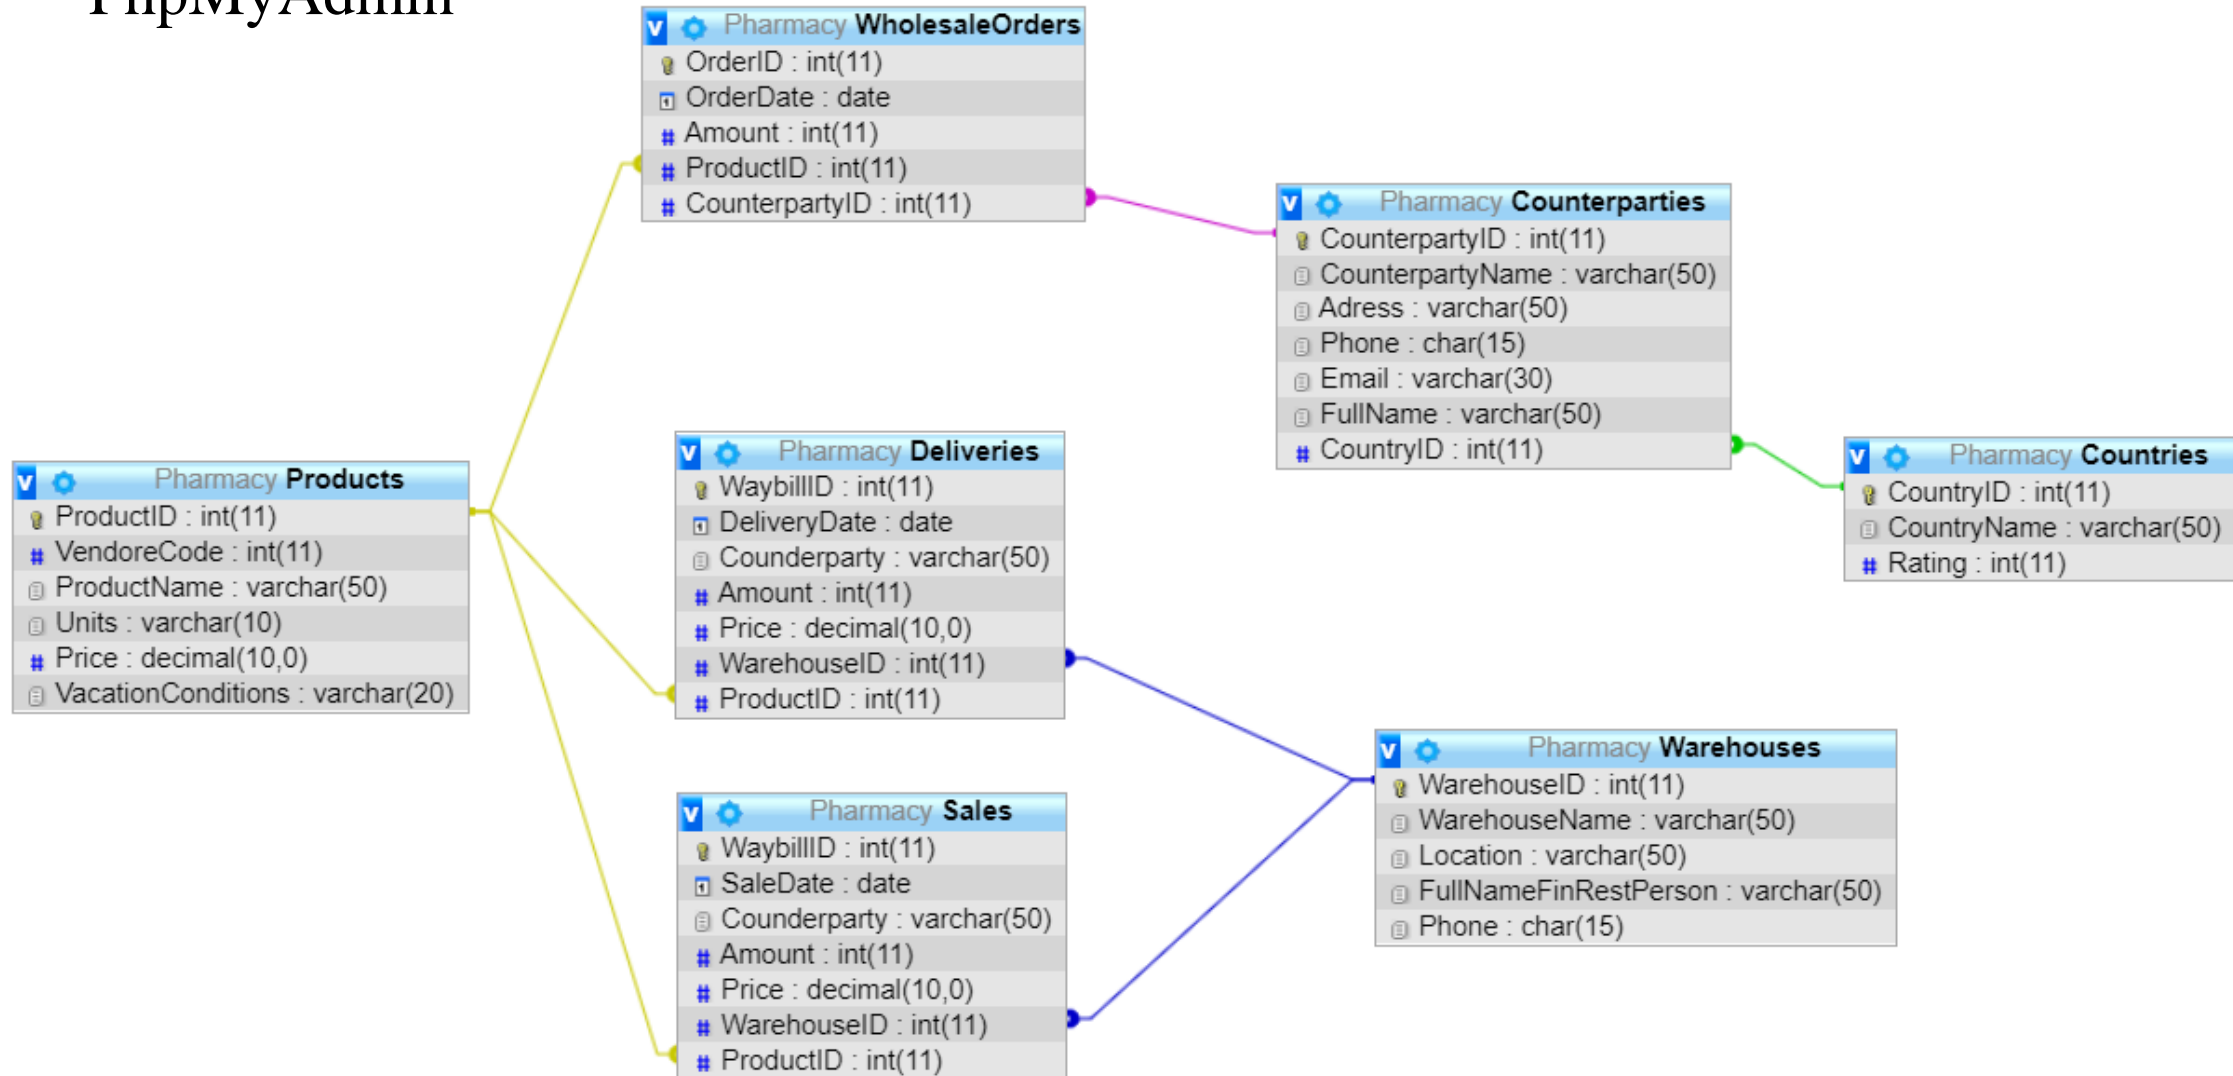 PhpMyAdmin
Pharmacy WholesaleOrders
OrderID : int(11)
OrderDate : date
Amount : int(11)
ProductID : int(11)
CounterpartyID : int(11)
Pharmacy Counterparties
CounterpartyID : int(11)
CounterpartyName : varchar(50)
Adress : varchar(50)
Phone : char(15)
Email : varchar(30)
FullName : varchar(50)
CountryID : int(11)
Pharmacy Countries
CountryID : int(11)
CountryName : varchar(50)
Rating : int(11)
Pharmacy Products
ProductID : int(11)
VendoreCode : int(11)
ProductName : varchar(50)
Units : varchar(10)
Price : decimal(10,0)
VacationConditions : varchar(20)
Pharmacy Deliveries
WaybillID : int(11)
DeliveryDate : date
Counderparty : varchar(50)
Amount : int(11)
Price : decimal(10,0)
WarehouseID : int(11)
ProductID : int(11)
Pharmacy Sales
WaybillID : int(11)
SaleDate : date
Counderparty : varchar(50)
Amount : int(11)
Price : decimal(10,0)
WarehouseID : int(11)
ProductID : int(11)
Pharmacy Warehouses
WarehouseID : int(11)
WarehouseName : varchar(50)
Location : varchar(50)
FullNameFinRestPerson : varchar(50)
Phone : char(15)